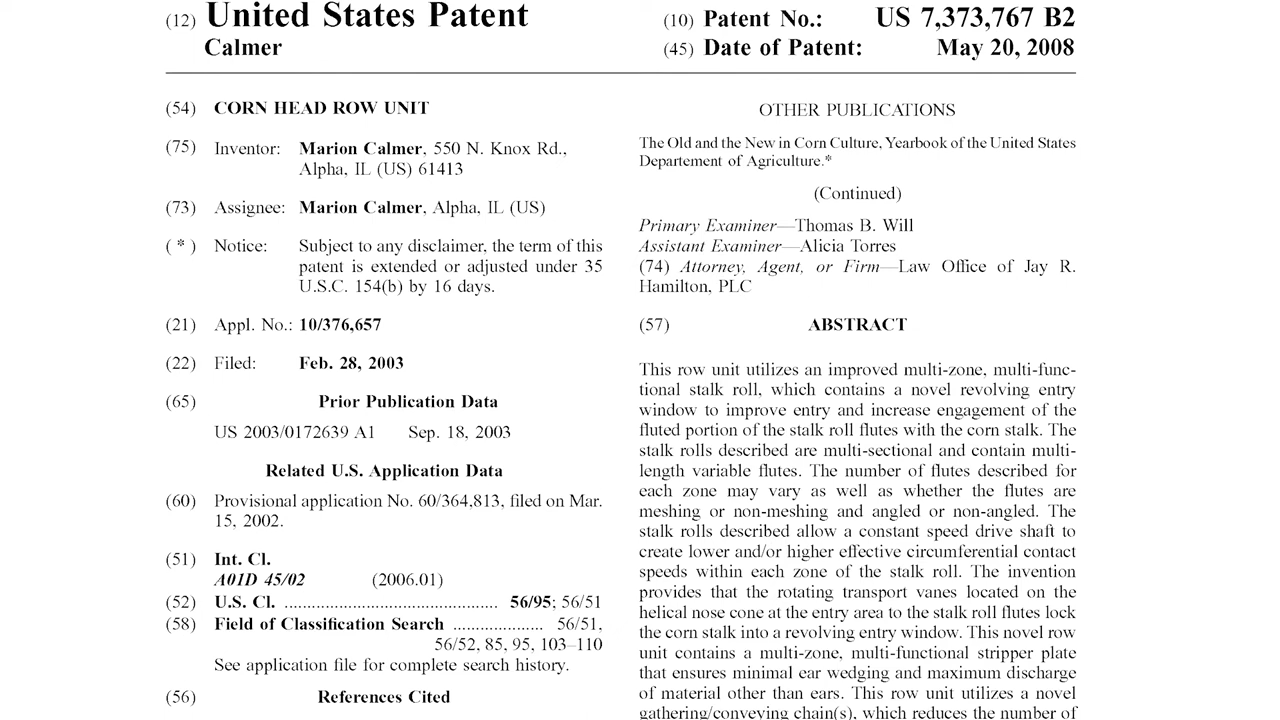 (12) United States Patent
Calmer
(10) Patent No.: US 7,373,767 B2
(45) Date of Patent: May 20, 2008
(54) CORN HEAD ROW UNIT
(75) Inventor: Marion Calmer, 550 N. Knox Rd.,
Alpha, IL (US) 61413
(73) Assignee: Marion Calmer, Alpha, IL (US)
( * ) Notice: Subject to any disclaimer, the term of this
patent is extended or adjusted under 35
U.S.C. 154(b) by 16 days.
(21) Appl. No.: 10/376,657
(22) Filed: Feb. 28, 2003
(65) Prior Publication Data
US 2003/0172639 A1 Sep. 18, 2003
Related U.S. Application Data
(60) Provisional application No. 60/364,813, filed on Mar.
15, 2002.
(51) Int. Cl.
A01D 45/02 (2006.01)
(52) U.S. Cl. ............................................... 56/95; 56/51
(58) Field of Classification Search .................... 56/51,
56/52, 85, 95, 103–110
See application file for complete search history.
(56) References Cited
OTHER PUBLICATIONS
The Old and the New in Corn Culture, Yearbook of the United States
Departement of Agriculture.*
(Continued)
Primary Examiner—Thomas B. Will
Assistant Examiner—Alicia Torres
(74) Attorney, Agent, or Firm—Law Office of Jay R.
Hamilton, PLC
(57) ABSTRACT
This row unit utilizes an improved multi-zone, multi-func-
tional stalk roll, which contains a novel revolving entry
window to improve entry and increase engagement of the
fluted portion of the stalk roll flutes with the corn stalk. The
stalk rolls described are multi-sectional and contain multi-
length variable flutes. The number of flutes described for
each zone may vary as well as whether the flutes are
meshing or non-meshing and angled or non-angled. The
stalk rolls described allow a constant speed drive shaft to
create lower and/or higher effective circumferential contact
speeds within each zone of the stalk roll. The invention
provides that the rotating transport vanes located on the
helical nose cone at the entry area to the stalk roll flutes lock
the corn stalk into a revolving entry window. This novel row
unit contains a multi-zone, multi-functional stripper plate
that ensures minimal ear wedging and maximum discharge
of material other than ears. This row unit utilizes a novel
gathering/conveying chain(s), which reduces the number of